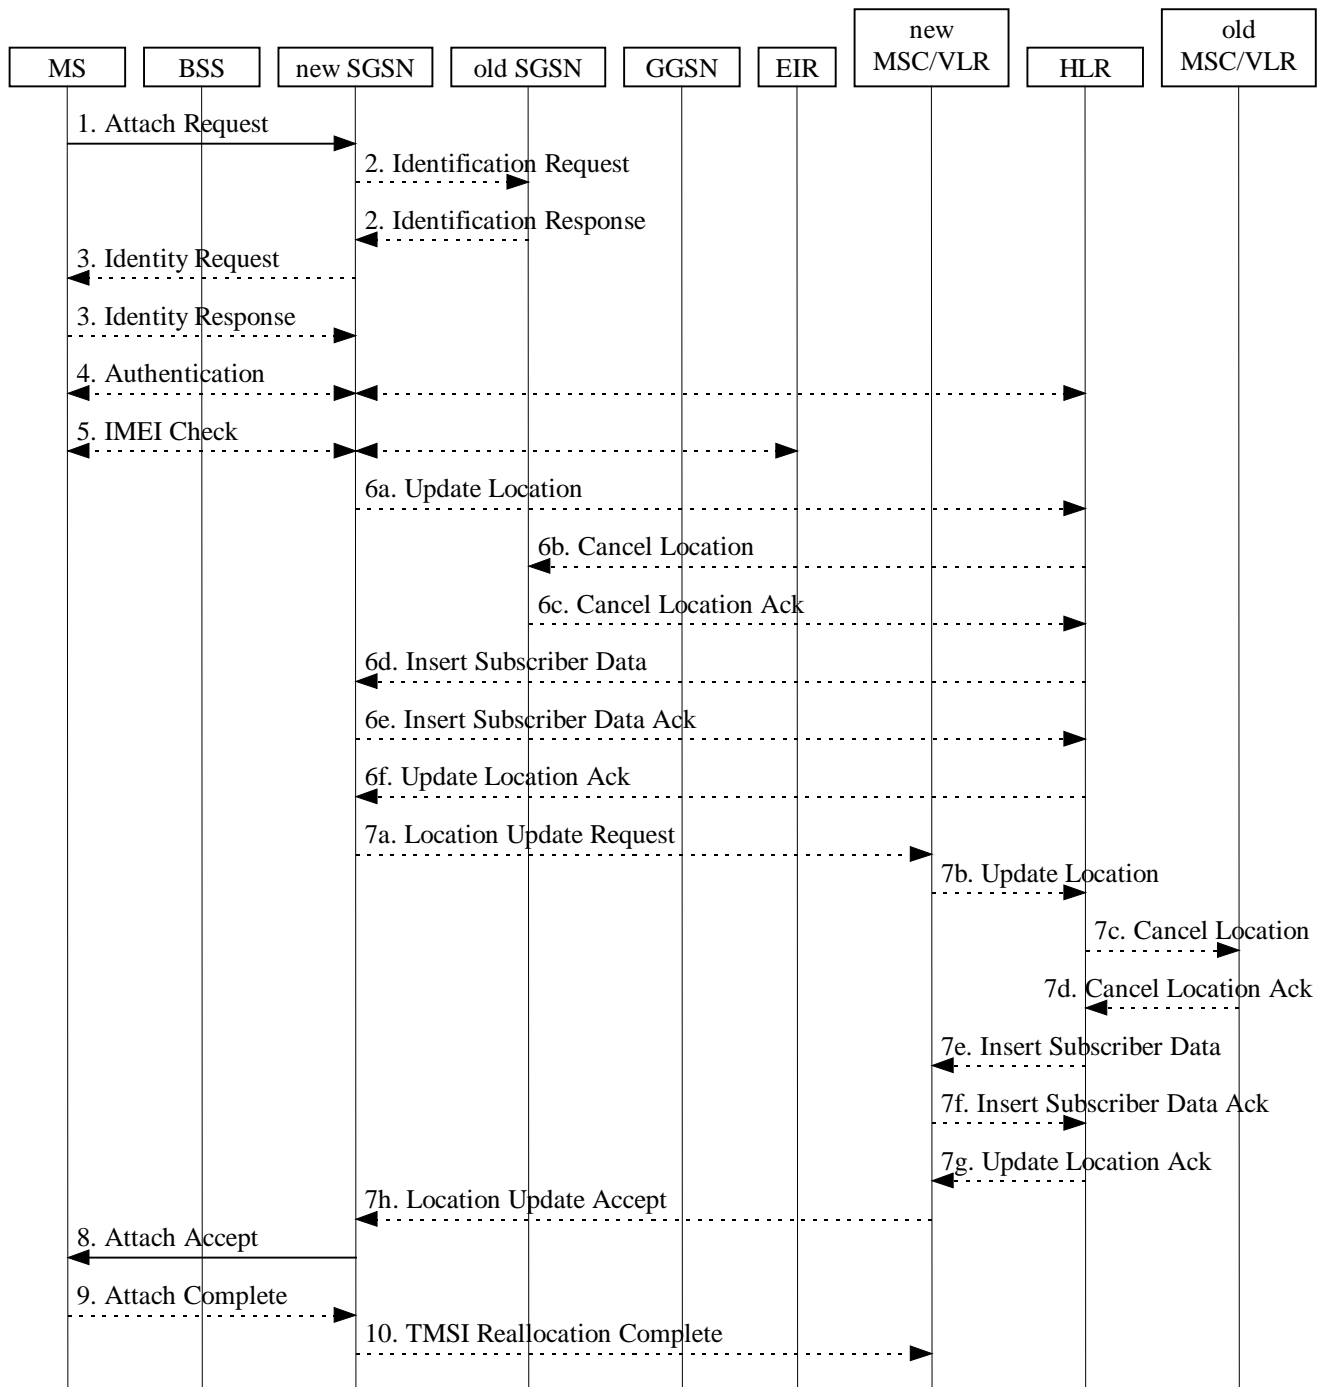 new
MSC/VLR
old
MSC/VLR
MS
BSS
new SGSN
old SGSN
GGSN
EIR
HLR
1. Attach Request
2. Identification Request
2. Identification Response
3. Identity Request
3. Identity Response
4. Authentication
5. IMEI Check
6a. Update Location
6b. Cancel Location
6c. Cancel Location Ack
6d. Insert Subscriber Data
6e. Insert Subscriber Data Ack
6f. Update Location Ack
7a. Location Update Request
7b. Update Location
7c. Cancel Location
7d. Cancel Location Ack
7e. Insert Subscriber Data
7f. Insert Subscriber Data Ack
7g. Update Location Ack
7h. Location Update Accept
8. Attach Accept
9. Attach Complete
10. TMSI Reallocation Complete